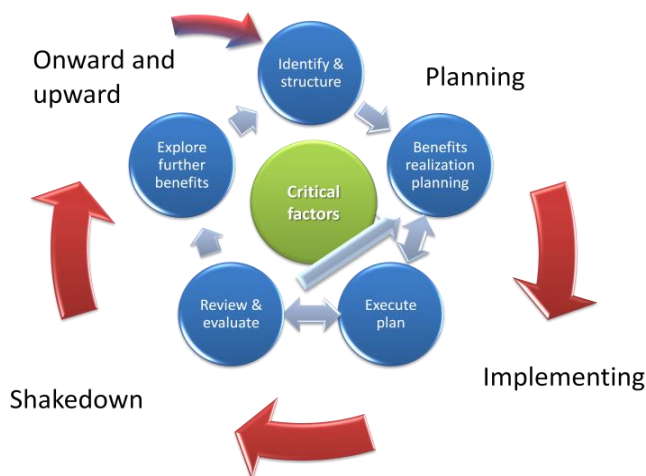 Onward and
upward
Identify &
structure
Planning
Explore
further
benefits
Benefits
realization
planning
Critical
factors
Review &
evaluate
Execute
plan
Implementing
Shakedown